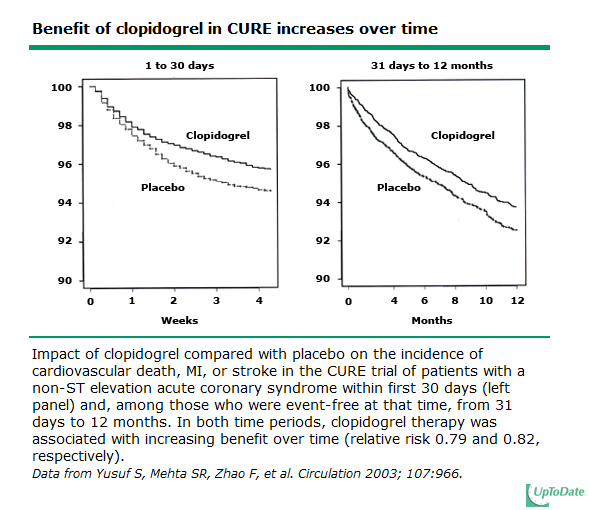 Benefit of clopidogrel in CURE increases over time
1 to 30 days
100
98
96
94
92
90
Clopidogrel
Placebo
0 1 2 3 4
Weeks
31 days to 12 months
100
98
96
94
92
90
Clopidogrel
Placebo
0 4 6 8 10 12
Months
Impact of clopidogrel compared with placebo on the incidence of
cardiovascular death, MI, or stroke in the CURE trial of patients with a
non-ST elevation acute coronary syndrome within first 30 days (left
panel) and, among those who were event-free at that time, from 31
days to 12 months. In both time periods, clopidogrel therapy was
associated with increasing benefit over time (relative risk 0.79 and 0.82,
respectively).
Data from Yusuf S, Mehta SR, Zhao F, et al. Circulation 2003; 107:966.
UpToDate